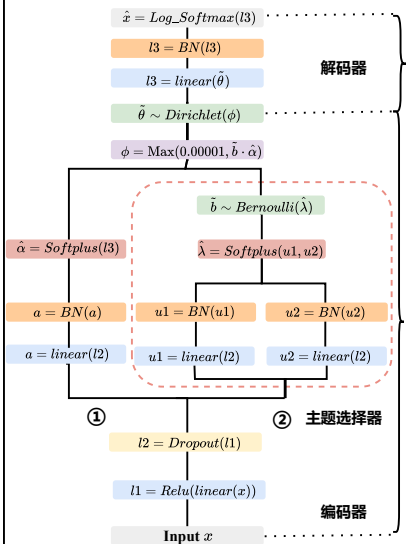 x̂ = Log_Softmax(l3)
l3 = BN(l3)
解码器
l3 = linear(θ̃)
θ̃ ∼ Dirichlet(ϕ)
ϕ = Max(0.00001, b̃ · α̂)
b̃ ∼ Bernoulli(λ̂)
α̂ = Softplus(l3)
λ̂ = Softplus(u1, u2)
a = BN(a)
u1 = BN(u1)
u2 = BN(u2)
a = linear(l2)
u1 = linear(l2)
u2 = linear(l2)
① ② 主题选择器
l2 = Dropout(l1)
l1 = Relu(linear(x))
编码器
Input x